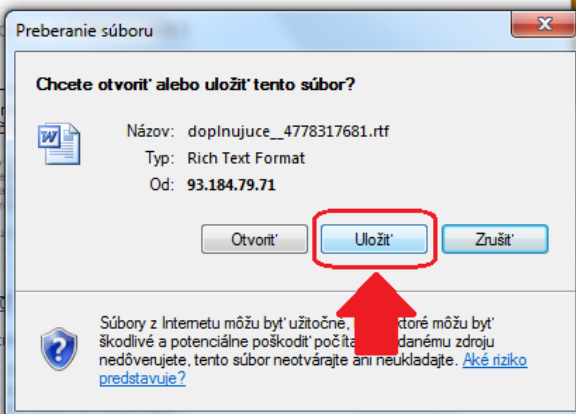 Preberanie súboru
Chcete otvoriť alebo uložiť tento súbor?
Názov: doplnujuce__4778317681.rtf
Typ: Rich Text Format
Od: 93.184.79.71
Otvoriť Uložiť Zrušiť
Súbory z Internetu môžu byť užitočné, ktoré môžu byť
škodlivé a potenciálne poškodiť danému zdroju
nedôverujete, tento súbor neotvárajte ani neukladajte. Aké riziko
predstavuje?